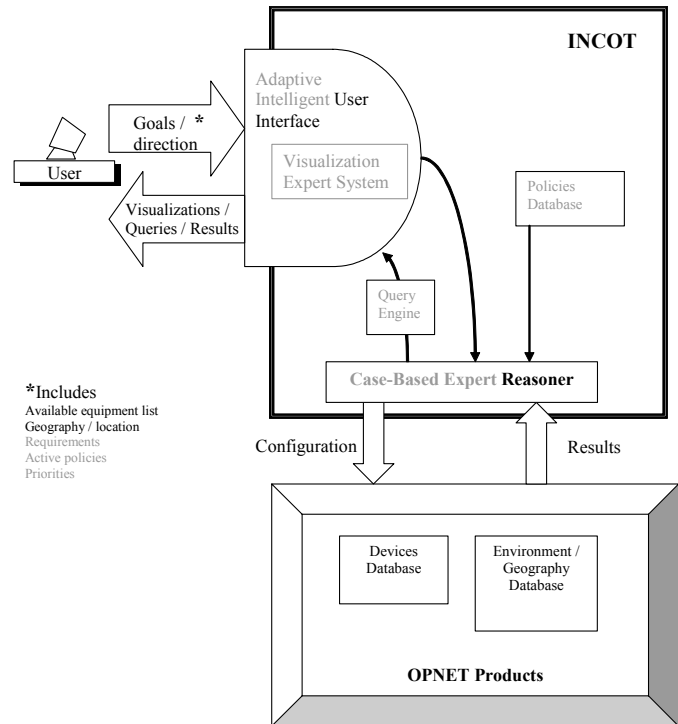 INCOT
Adaptive
Intelligent User
Interface
Goals / *
direction
User
Visualization
Expert System
Policies
Database
Visualizations /
Queries / Results
Query
Engine
Case-Based Expert Reasoner
*Includes
Available equipment list
Geography / location
Requirements
Active policies
Priorities
Configuration
Results
Devices
Database
Environment /
Geography
Database
OPNET Products